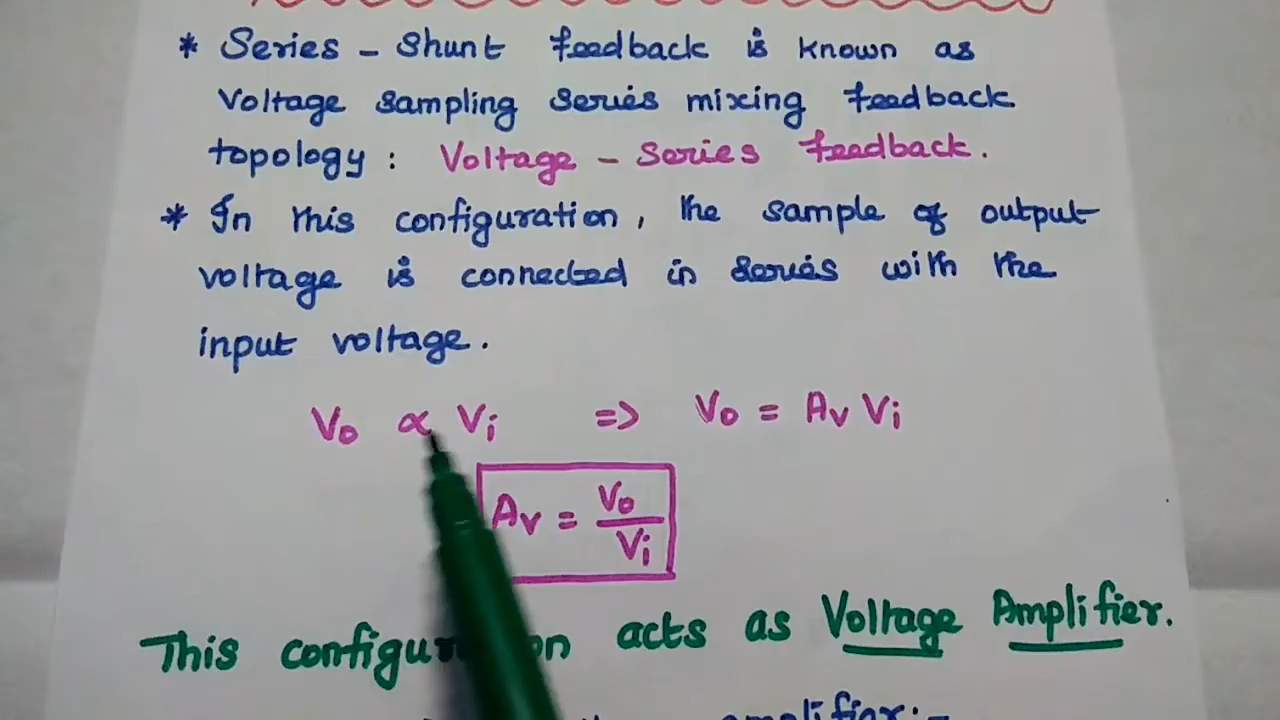 * Series - Shunt feedback is known as
Voltage sampling series mixing feedback
topology : Voltage - Series feedback.
* In this configuration, the sample of output
voltage is connected in series with the
input voltage.
Vo ∝ Vi => Vo = Av Vi
Av = Vo/Vi
This acts as Voltage Amplifier.
amplifier:-